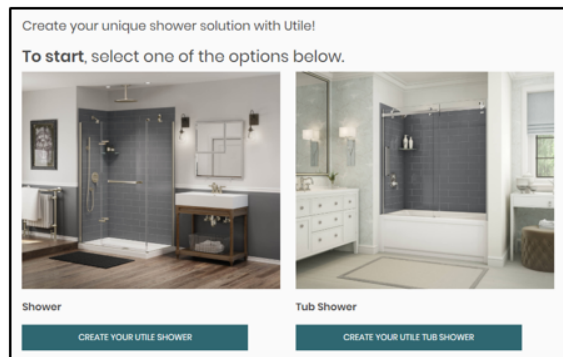 Create your unique shower solution with Utile!
To start, select one of the options below.
Shower
Tub Shower
CREATE YOUR UTILE SHOWER
CREATE YOUR UTILE TUB SHOWER